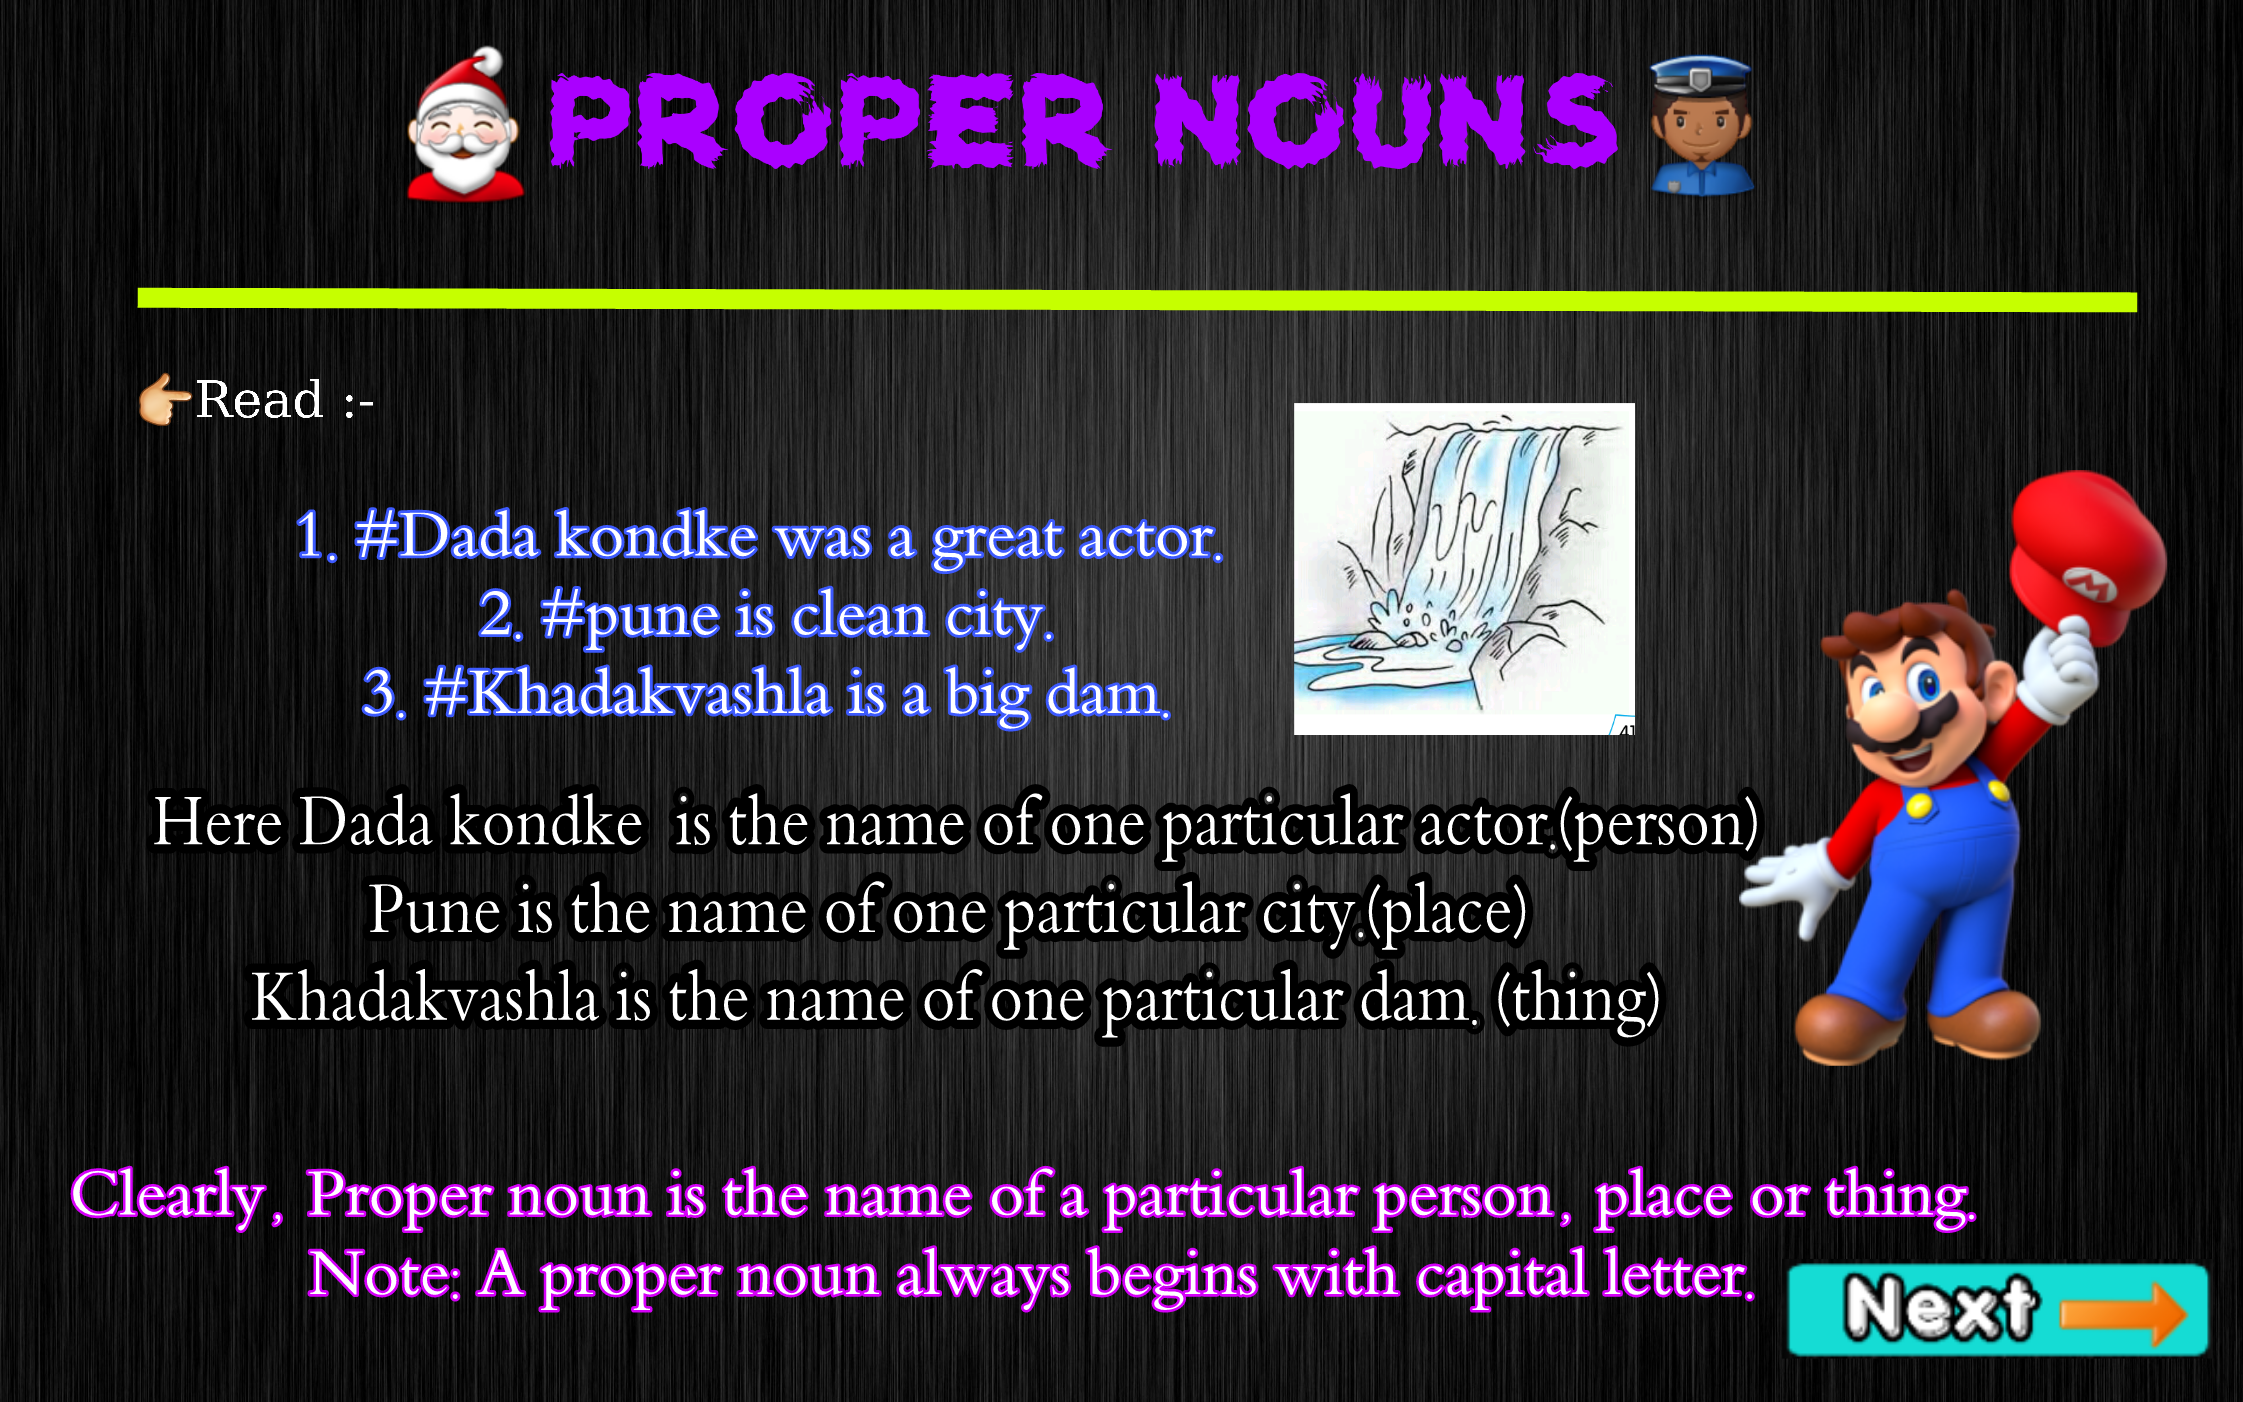 PROPER NOUNS
Read :-
1. #Dada kondke was a great actor.
2. #pune is clean city.
3. #Khadakvashla is a big dam.
41
Here Dada kondke is the name of one particular actor.(person)
Pune is the name of one particular city.(place)
Khadakvashla is the name of one particular dam. (thing)
Clearly, Proper noun is the name of a particular person, place or thing.
Note: A proper noun always begins with capital letter.
Next